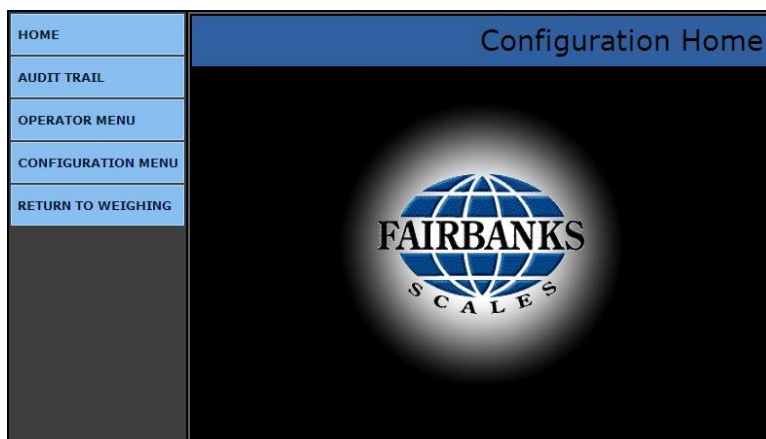 HOME
AUDIT TRAIL
OPERATOR MENU
CONFIGURATION MENU
RETURN TO WEIGHING
Configuration Home
FAIRBANKS
SCALES